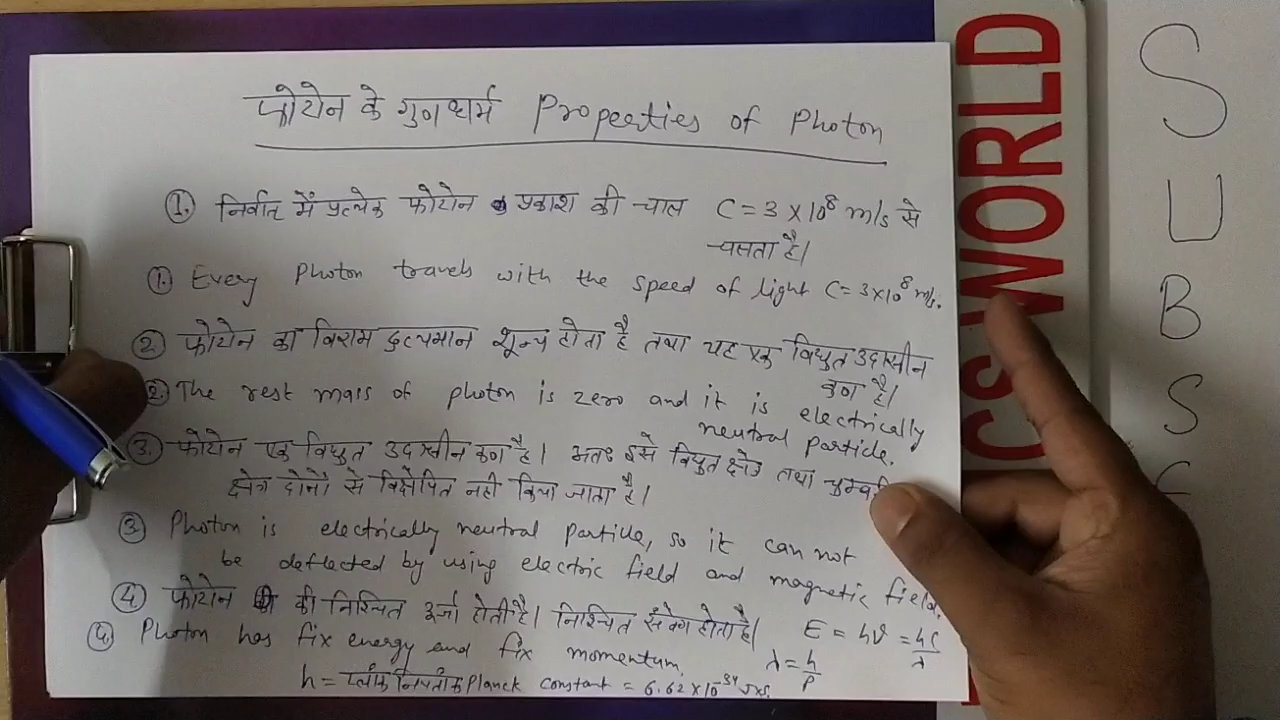 फोटोन के गुणधर्म Properties of Photon
①. निर्वात में प्रत्येक फोटोन प्रकाश की चाल C = 3 × 10⁸ m/s से
चलता है।
①. Every Photon travels with the speed of light C = 3×10⁸ m/s.
② फोटोन का विराम द्रव्यमान शून्य होता है तथा यह एक विद्युत उदासीन
कण है।
②. The rest mass of photon is zero and it is electrically
neutral particle.
③. फोटोन एक विद्युत उदासीन कण है। अतः इसे विद्युत क्षेत्र तथा
क्षेत्र दोनों से विक्षेपित नही किया जाता है।
③ Photon is electrically neutral particle, so it can not
be deflected by using electric field and magnetic field.
④ फोटोन की निश्चित ऊर्जा होती है। निश्चित संवेग होता है। E = hν = hc/λ
④ Photon has fix energy and fix momentum, λ = h/p
h = प्लांक नियतांक Planck constant = 6.62×10⁻³⁴ J×s.
CS WORLD
S
U
B
S